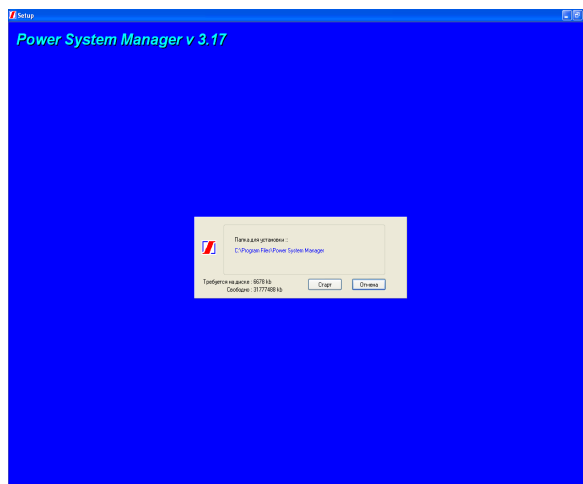 Setup
Power System Manager v 3.17
Папка для установки :
C:\Program Files\Power System Manager
Требуется на диске : 6678 kb
Свободно : 31777488 kb
Старт
Отмена